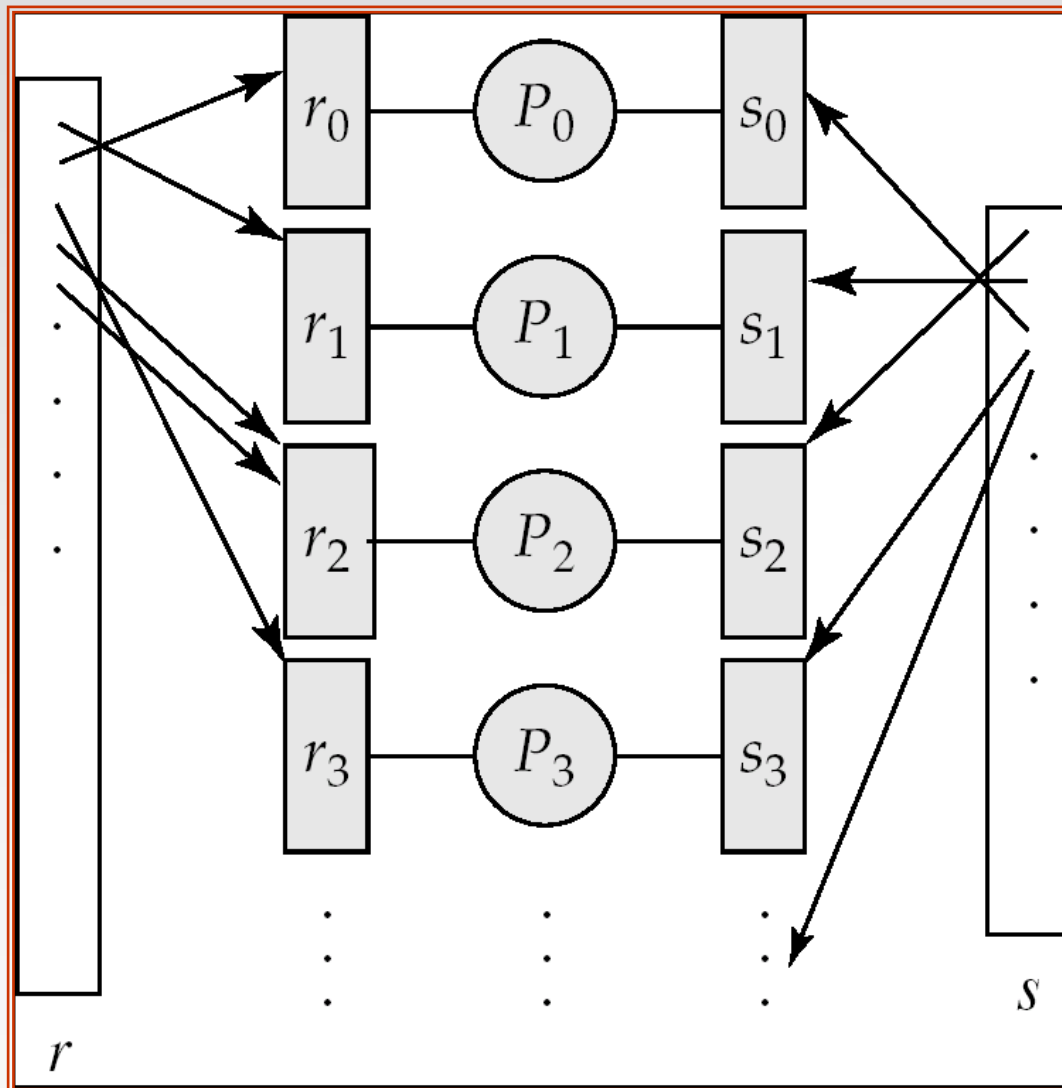 r₀ P₀ s₀
r₁ P₁ s₁
r₂ P₂ s₂
r₃ P₃ s₃
s
r